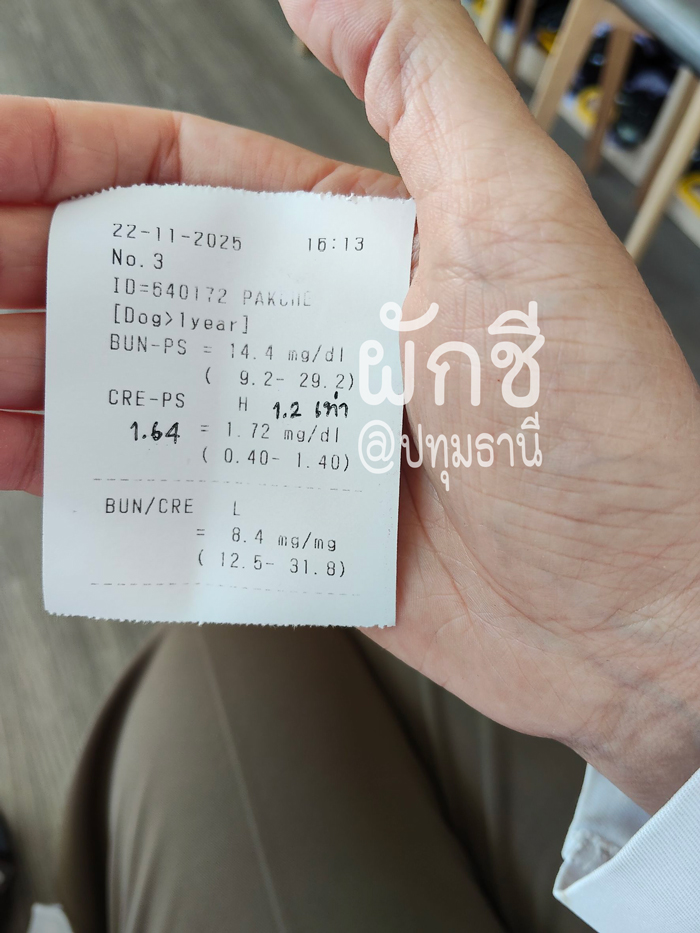 22-11-2025 16:13
No. 3
ID=640172 PAKCHE
[Dog>1year]
BUN-PS = 14.4 mg/dl
( 9.2- 29.2)
CRE-PS H 1.2 เท่า
1.64 = 1.72 mg/dl
( 0.40- 1.40)
BUN/CRE L
= 8.4 mg/mg
( 12.5- 31.8)
ผักชี
@ปทุมธานี